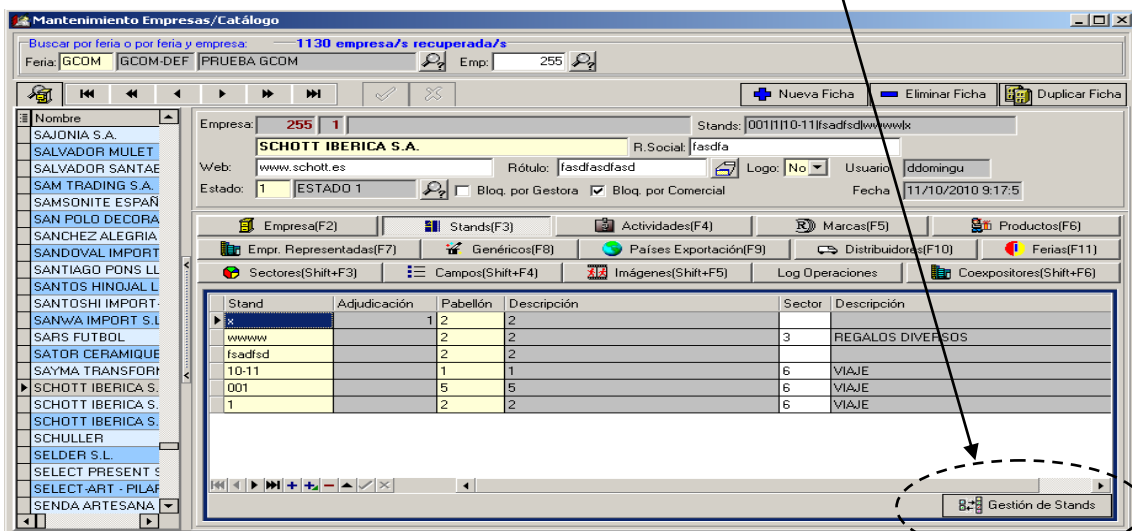 Mantenimiento Empresas/Catálogo
Buscar por feria o por feria y empresa: 1130 empresa/s recuperada/s
Feria: GCOM GCOM-DEF PRUEBA GCOM Emp: 255
Nueva Ficha Eliminar Ficha Duplicar Ficha
Nombre
SAJONIA S.A.
SALVADOR MULET
SALVADOR SANTAE
SAM TRADING S.A.
SAMSONITE ESPAÑ
SAN POLO DECORA
SANCHEZ ALEGRIA
SANDOVAL IMPORT
SANTIAGO PONS LL
SANTOS HINOJAL L
SANTOSHI IMPORT-
SANWA IMPORT S.L
SARS FUTBOL
SATOR CERAMIQUE
SAYMA TRANSFORM
SCHOTT IBERICA S.
SCHOTT IBERICA S.
SCHOTT IBERICA S.
SCHULLER
SELDER S.L.
SELECT PRESENT S
SELECT-ART - PILAR
SENDA ARTESANA
Empresa: 255 1 Stands: 001|1|10-11|fsadfsd|wwww|x
SCHOTT IBERICA S.A. R.Social: fasdfa
Web: www.schott.es Rótulo: fasdfasdfasd Logo: No Usuario ddomingu
Estado: 1 ESTADO 1 Bloq. por Gestora Bloq. por Comercial Fecha 11/10/2010 9:17:5
Empresa(F2) Stands(F3) Actividades(F4) Marcas(F5) Productos(F6)
Empr. Representadas(F7) Genéricos(F8) Países Exportación(F9) Distribuidores(F10) Ferias(F11)
Sectores(Shift+F3) Campos(Shift+F4) Imágenes(Shift+F5) Log Operaciones Coexpositores(Shift+F6)
Stand Adjudicación Pabellón Descripción Sector Descripción
x 1 2 2
wwww 2 2 3 REGALOS DIVERSOS
fsadfsd 2 2
10-11 1 1 6 VIAJE
001 5 5 6 VIAJE
1 2 2 6 VIAJE
Gestión de Stands